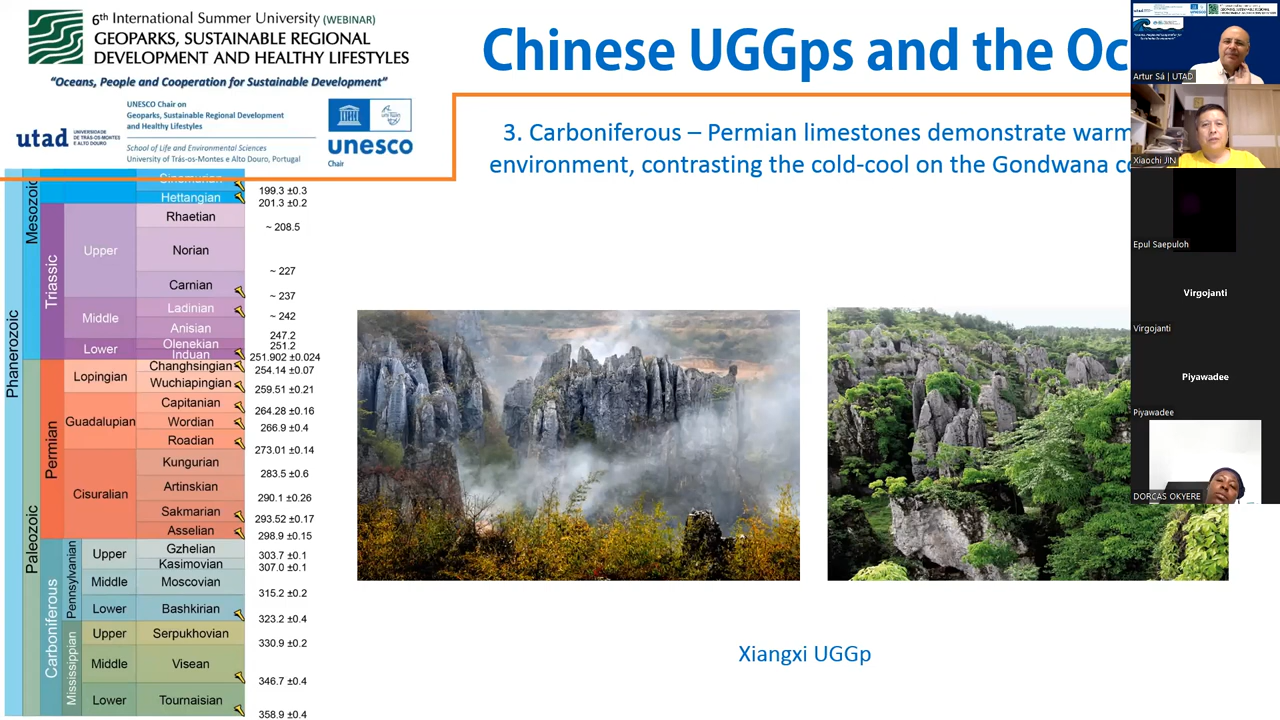 6th International Summer University (WEBINAR)
GEOPARKS, SUSTAINABLE REGIONAL
DEVELOPMENT AND HEALTHY LIFESTYLES
“Oceans, People and Cooperation for Sustainable Development”
utad
UNIVERSIDADE
DE TRÁS-OS-MONTES
E ALTO DOURO
UNESCO Chair on
Geoparks, Sustainable Regional Development
and Healthy Lifestyles
School of Life and Environmental Sciences
University of Trás-os-Montes e Alto Douro, Portugal
unesco
Chair
Chinese UGGps and the Oc
3. Carboniferous – Permian limestones demonstrate warm
environment, contrasting the cold-cool on the Gondwana
Phanerozoic
Mesozoic
Paleozoic
Triassic
Permian
Carboniferous
Pennsylvanian
Mississippian
Sinemurian
199.3 ±0.3
Hettangian
201.3 ±0.2
Upper
Rhaetian
~ 208.5
Norian
~ 227
Carnian
~ 237
Middle
Ladinian
~ 242
Anisian
247.2
Lower
Olenekian
251.2
Induan
251.902 ±0.024
Lopingian
Changhsingian
254.14 ±0.07
Wuchiapingian
259.51 ±0.21
Guadalupian
Capitanian
264.28 ±0.16
Wordian
266.9 ±0.4
Roadian
273.01 ±0.14
Cisuralian
Kungurian
283.5 ±0.6
Artinskian
290.1 ±0.26
Sakmarian
293.52 ±0.17
Asselian
298.9 ±0.15
Upper
Gzhelian
303.7 ±0.1
Kasimovian
307.0 ±0.1
Middle
Moscovian
315.2 ±0.2
Lower
Bashkirian
323.2 ±0.4
Upper
Serpukhovian
330.9 ±0.2
Middle
Visean
346.7 ±0.4
Lower
Tournaisian
358.9 ±0.4
Xiangxi UGGp
Artur Sá | UTAD
Xiaochi JIN
Epul Saepuloh
Virgojanti
Virgojanti
Piyawadee
Piyawadee
DORCAS OKYERE